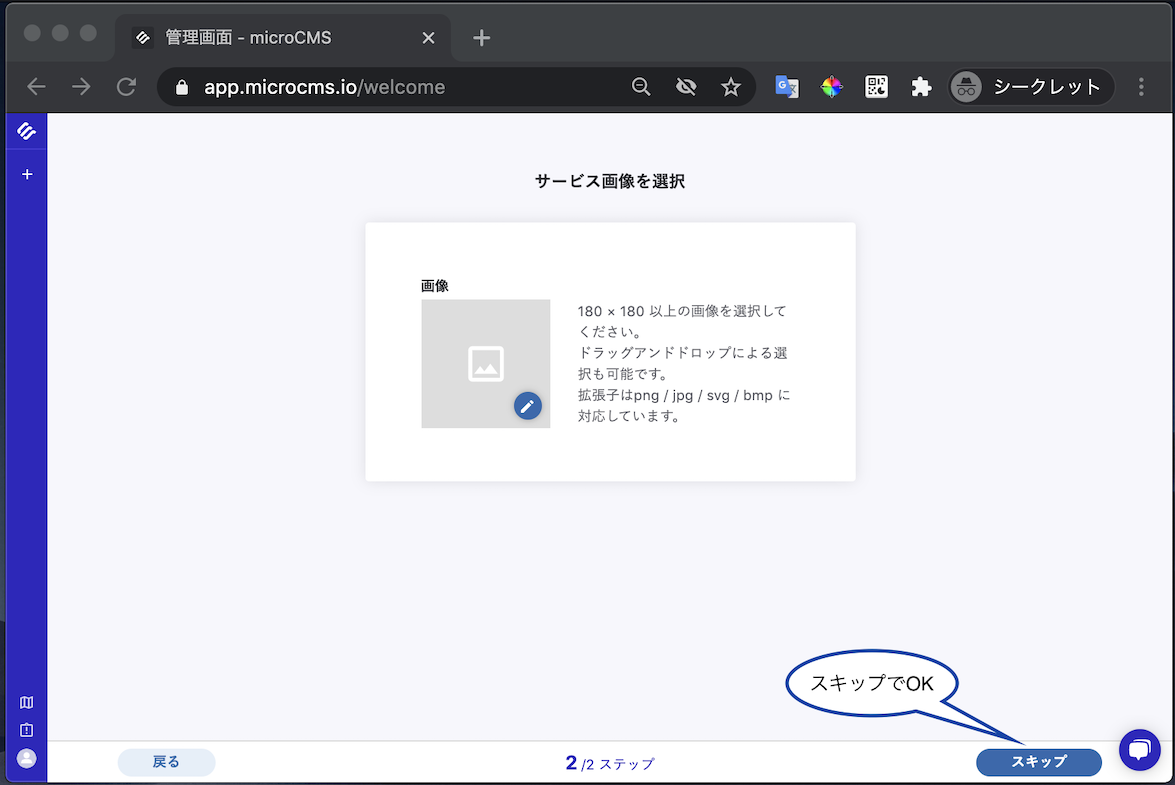 管理画面 - microCMS
app.microcms.io/welcome
シークレット
サービス画像を選択
画像
180 × 180 以上の画像を選択して
ください。
ドラッグアンドドロップによる選
択も可能です。
拡張子はpng / jpg / svg / bmp に
対応しています。
スキップでOK
戻る
2 /2 ステップ
スキップ